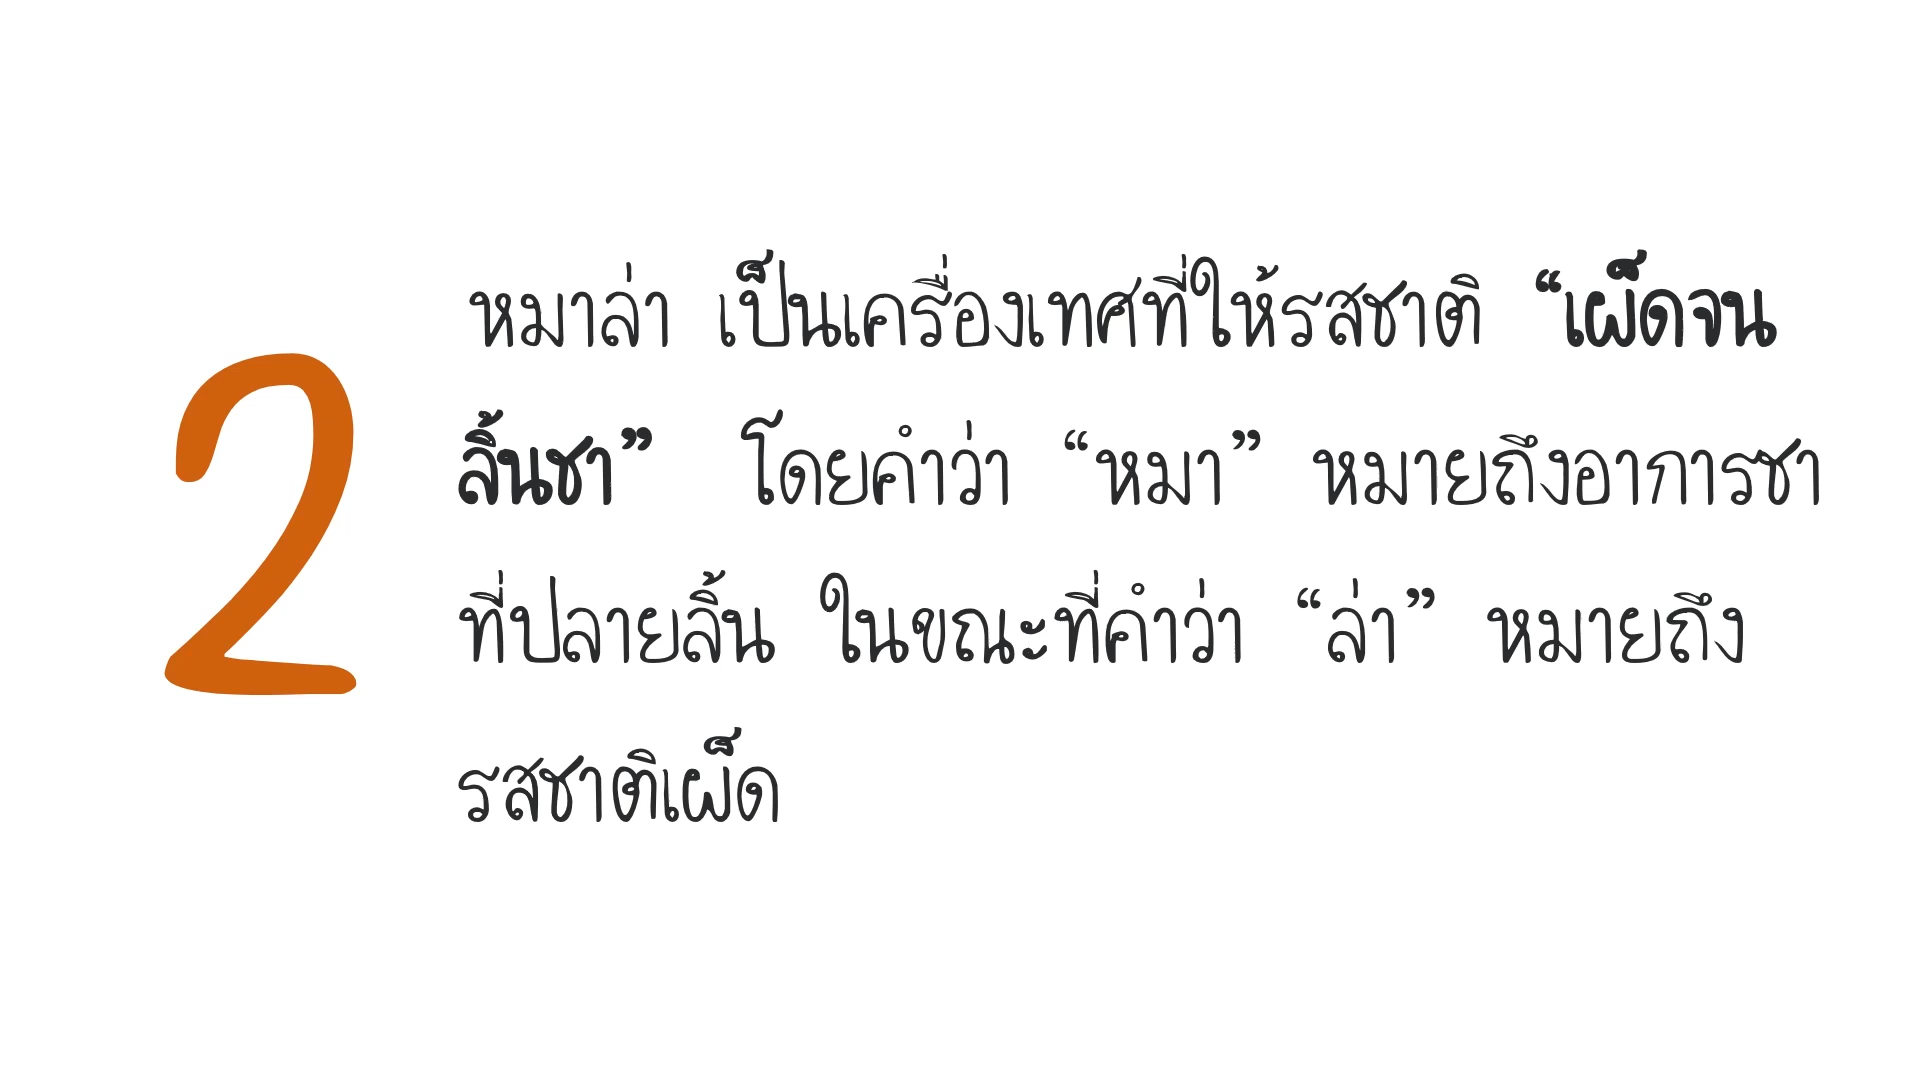 2
หมาล่า เป็นเครื่องเทศที่ให้รสชาติ “เผ็ดจน
ลิ้นชา” โดยคำว่า “หมา” หมายถึงอาการชา
ที่ปลายลิ้น ในขณะที่คำว่า “ล่า” หมายถึง
รสชาติเผ็ด